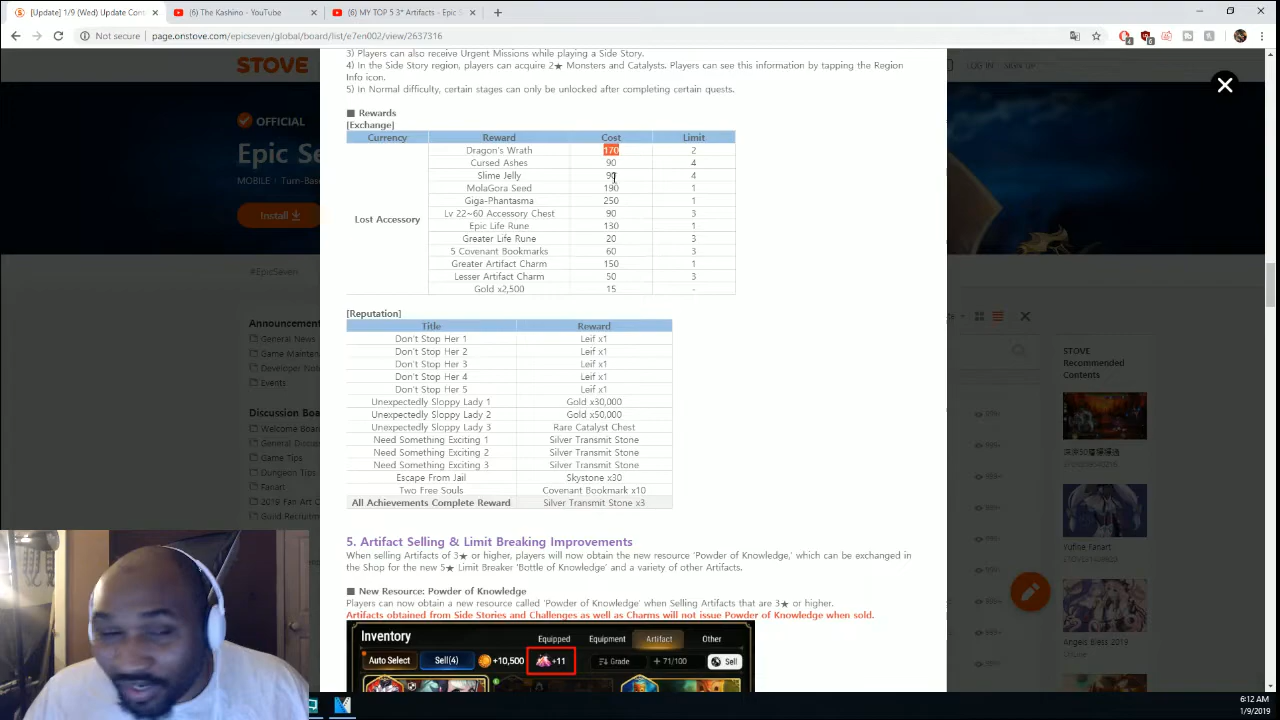 [Update] 1/9 (Wed) Update Cons
(6) The Kashino - YouTube
(6) MY TOP 5 3* Artifacts - Epic S
Not secure | page.onstove.com/epicseven/global/board/list/e7en002/view/2637316
STOVE
LOG IN SIGN UP
OFFICIAL
Epic Se
MOBILE | Turn-Base
Install
#EpicSeven
Announcement
General News
Game Mainten
Developer Not
Events
Discussion Boa
Welcome Board
General Discus
Game Tips
Dungeon Tips
Fanart
2019 Fan Art C
Guild Recruitm
3) Players can also receive Urgent Missions while playing a Side Story.
4) In the Side Story region, players can acquire 2★ Monsters and Catalysts. Players can see this information by tapping the Region
Info icon.
5) In Normal difficulty, certain stages can only be unlocked after completing certain quests.
■ Rewards
[Exchange]
Currency Reward Cost Limit
Dragon's Wrath 170 2
Cursed Ashes 90 4
Slime Jelly 90 4
MolaGora Seed 190 1
Giga-Phantasma 250 1
Lost Accessory Lv 22~60 Accessory Chest 90 3
Epic Life Rune 130 1
Greater Life Rune 20 3
5 Covenant Bookmarks 60 3
Greater Artifact Charm 150 1
Lesser Artifact Charm 50 3
Gold x2,500 15 -
[Reputation]
Title Reward
Don't Stop Her 1 Leif x1
Don't Stop Her 2 Leif x1
Don't Stop Her 3 Leif x1
Don't Stop Her 4 Leif x1
Don't Stop Her 5 Leif x1
Unexpectedly Sloppy Lady 1 Gold x30,000
Unexpectedly Sloppy Lady 2 Gold x50,000
Unexpectedly Sloppy Lady 3 Rare Catalyst Chest
Need Something Exciting 1 Silver Transmit Stone
Need Something Exciting 2 Silver Transmit Stone
Need Something Exciting 3 Silver Transmit Stone
Escape From Jail Skystone x30
Two Free Souls Covenant Bookmark x10
All Achievements Complete Reward Silver Transmit Stone x3
5. Artifact Selling & Limit Breaking Improvements
When selling Artifacts of 3★ or higher, players will now obtain the new resource 'Powder of Knowledge,' which can be exchanged in
the Shop for the new 5★ Limit Breaker 'Bottle of Knowledge' and a variety of other Artifacts.
■ New Resource: Powder of Knowledge
Players can now obtain a new resource called 'Powder of Knowledge' when Selling Artifacts that are 3★ or higher.
Artifacts obtained from Side Stories and Challenges as well as Charms will not issue Powder of Knowledge when sold.
Inventory Equipped Equipment Artifact Other
Auto Select Sell(4) +10,500 +11 Grade + 71/100 Sell
STOVE
Recommended
Contents
Yufine_Fanart
Angels Bless 2019
6:12 AM
1/9/2019